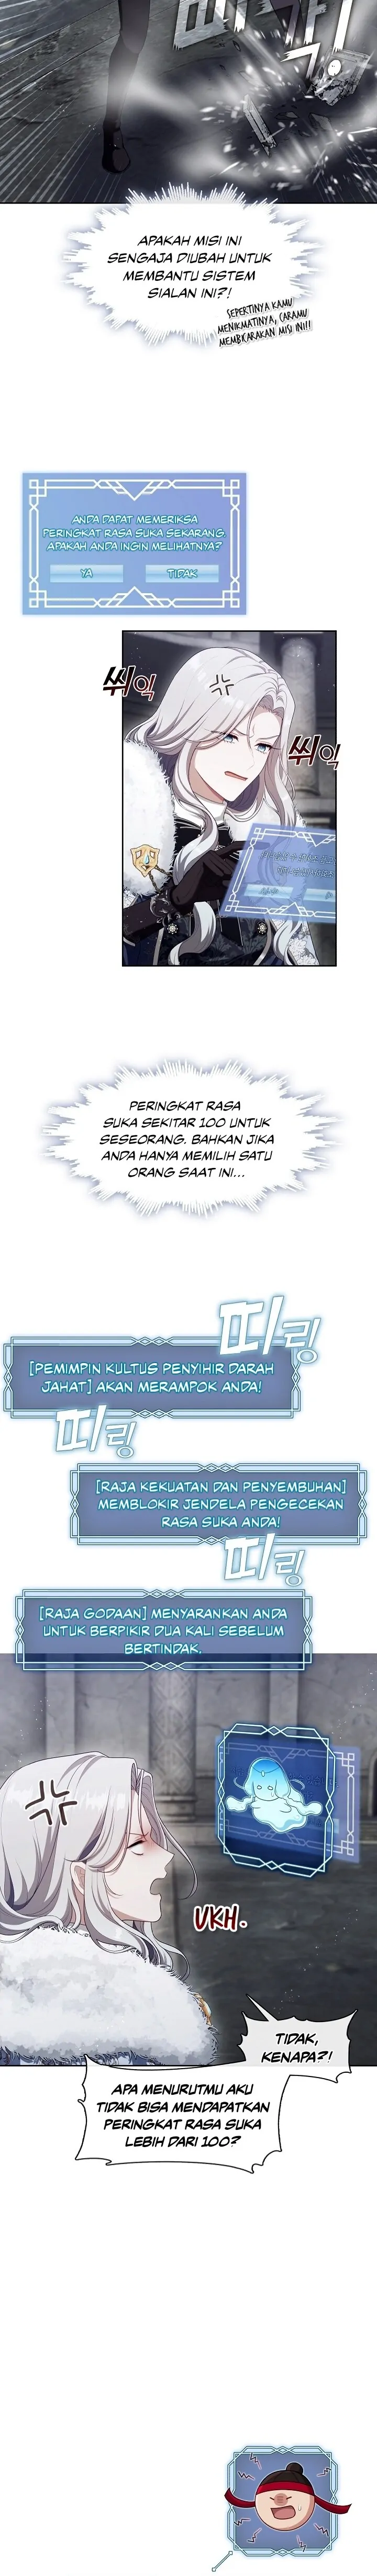 APAKAH MISI INI
SENGAJA DIUBAH UNTUK
MEMBANTU SISTEM
SIALAN INI?!
SEPERTINYA KAMU
MENIKMATINYA, CARAMU
MEMBICARAKAN MISI INI!!
ANDA DAPAT MEMERIKSA
PERINGKAT RASA SUKA SEKARANG.
APAKAH ANDA INGIN MELIHATNYA?
YA
TIDAK
씨익
씨익
PERINGKAT RASA
SUKA SEKITAR 100 UNTUK
SESEORANG. BAHKAN JIKA
ANDA HANYA MEMILIH SATU
ORANG SAAT INI...
띠링
[PEMIMPIN KULTUS PENYIHIR DARAH
JAHAT] AKAN MERAMPOK ANDA!
띠링
[RAJA KEKUATAN DAN PENYEMBUHAN]
MEMBLOKIR JENDELA PENGECEKAN
RASA SUKA ANDA!
띠링
[RAJA GODAAN] MENYARANKAN ANDA
UNTUK BERPIKIR DUA KALI SEBELUM
BERTINDAK.
UKH.
TIDAK,
KENAPA?!
APA MENURUTMU AKU
TIDAK BISA MENDAPATKAN
PERINGKAT RASA SUKA
LEBIH DARI 100?